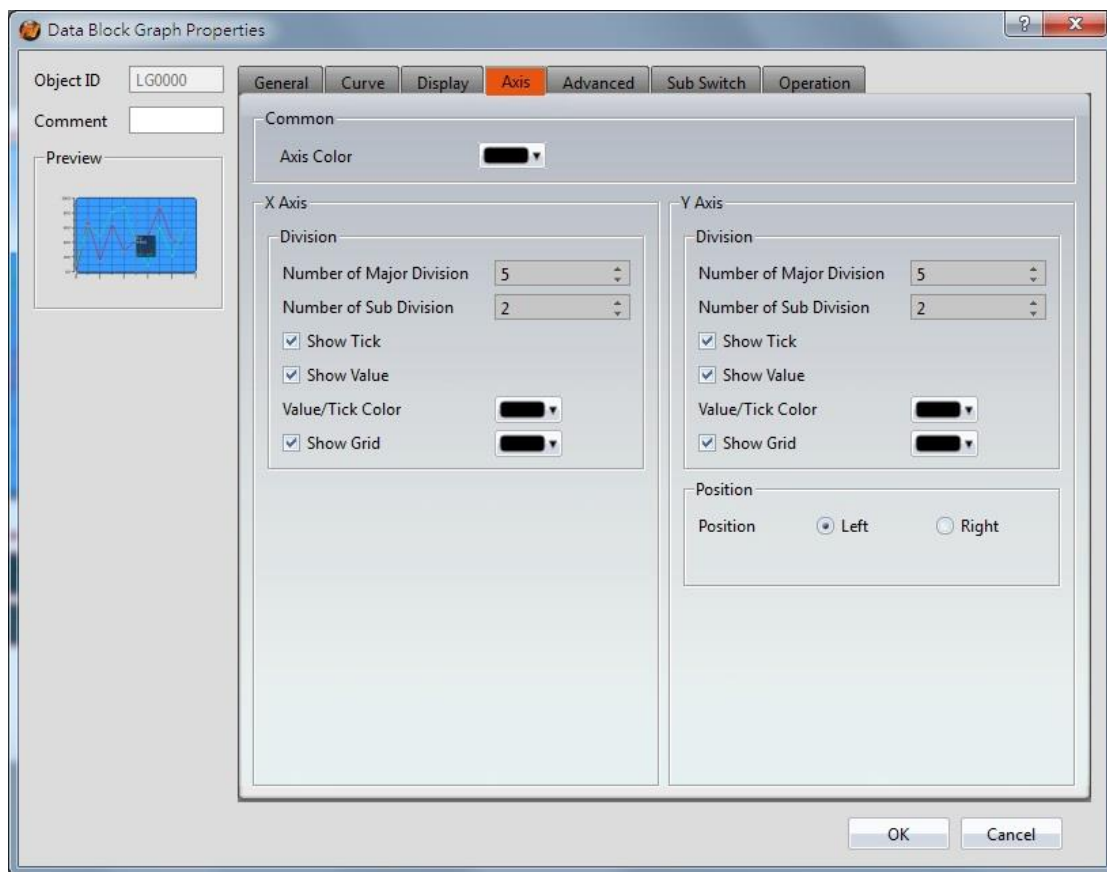 Data Block Graph Properties
Object ID LG0000
Comment
Preview
General Curve Display Axis Advanced Sub Switch Operation
Common
Axis Color
X Axis
Division
Number of Major Division 5
Number of Sub Division 2
Show Tick
Show Value
Value/Tick Color
Show Grid
Y Axis
Division
Number of Major Division 5
Number of Sub Division 2
Show Tick
Show Value
Value/Tick Color
Show Grid
Position
Position Left Right
OK Cancel